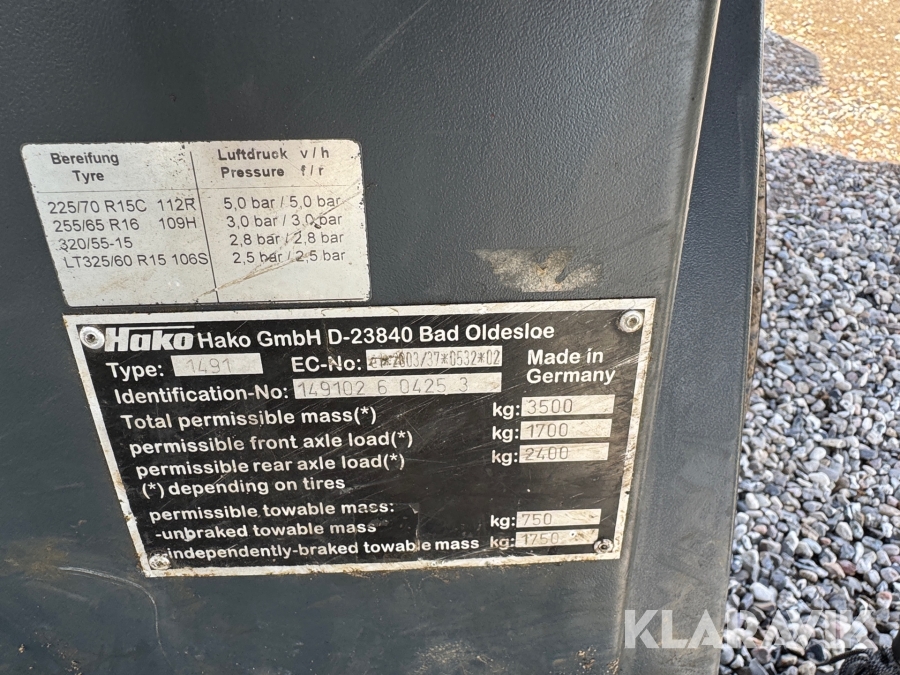 Bereifung
Tyre
Luftdruck v / h
Pressure f / r
225/70 R15C 112R 5,0 bar / 5,0 bar
255/65 R16 109H 3,0 bar / 3,0 bar
320/55-15 2,8 bar / 2,8 bar
LT325/60 R15 106S 2,5 bar / 2,5 bar
Hako Hako GmbH D-23840 Bad Oldesloe
Type: 1491 EC-No: e1*2003/37*0532*02 Made in Germany
Identification-No: 149102 6 0425 3
Total permissible mass(*) kg: 3500
permissible front axle load(*) kg: 1700
permissible rear axle load(*) kg: 2400
(*) depending on tires
permissible towable mass:
-unbraked towable mass kg: 750
-independently-braked towable mass kg: 1750
KLARAVIK